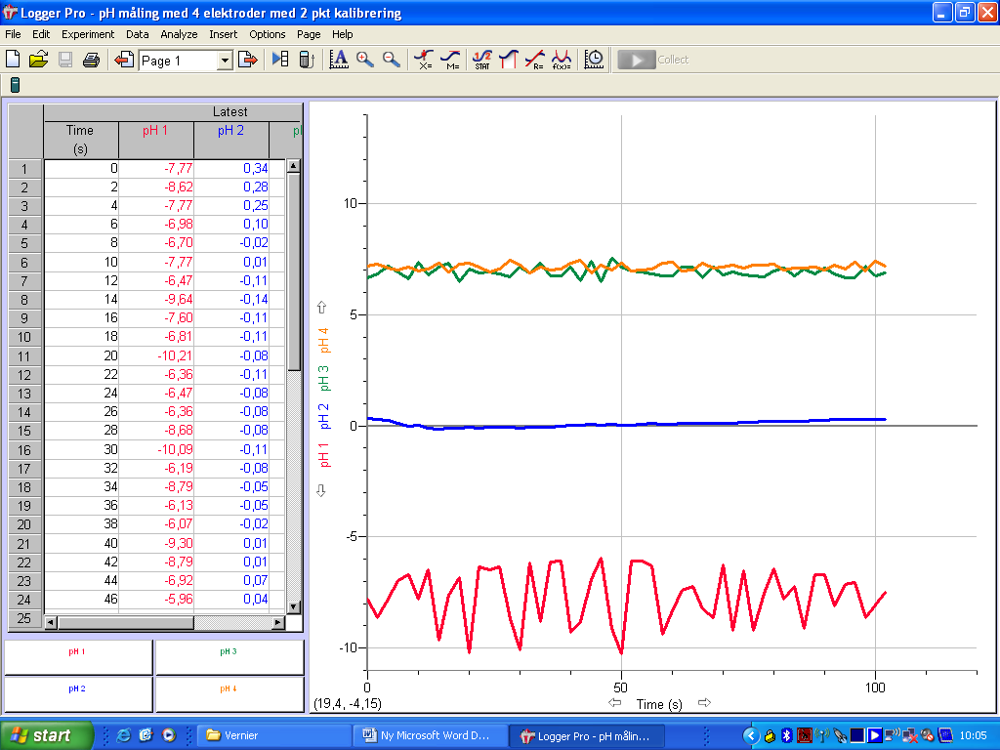 Logger Pro - pH måling med 4 elektroder med 2 pkt kalibrering
File Edit Experiment Data Analyze Insert Options Page Help
Page 1
X= M= STAT R= f(x)= Collect
Latest
Time (s) pH 1 pH 2 pH
1 0 -7,77 0,34
2 2 -8,62 0,28
3 4 -7,77 0,25
4 6 -6,98 0,10
5 8 -6,70 -0,02
6 10 -7,77 0,01
7 12 -6,47 -0,11
8 14 -9,64 -0,14
9 16 -7,60 -0,11
10 18 -6,81 -0,11
11 20 -10,21 -0,08
12 22 -6,36 -0,11
13 24 -6,47 -0,08
14 26 -6,36 -0,08
15 28 -8,68 -0,08
16 30 -10,09 -0,11
17 32 -6,19 -0,08
18 34 -8,79 -0,05
19 36 -6,13 -0,05
20 38 -6,07 -0,02
21 40 -9,30 0,01
22 42 -8,79 0,01
23 44 -6,92 0,07
24 46 -5,96 0,04
25
pH 1 pH 3
pH 2 pH 4
pH 1 pH 2 pH 3 pH 4
10
5
0
-5
-10
0 50 100
(19,4, -4,15) Time (s)
start Vernier Ny Microsoft Word D... Logger Pro - pH målin... 10:05